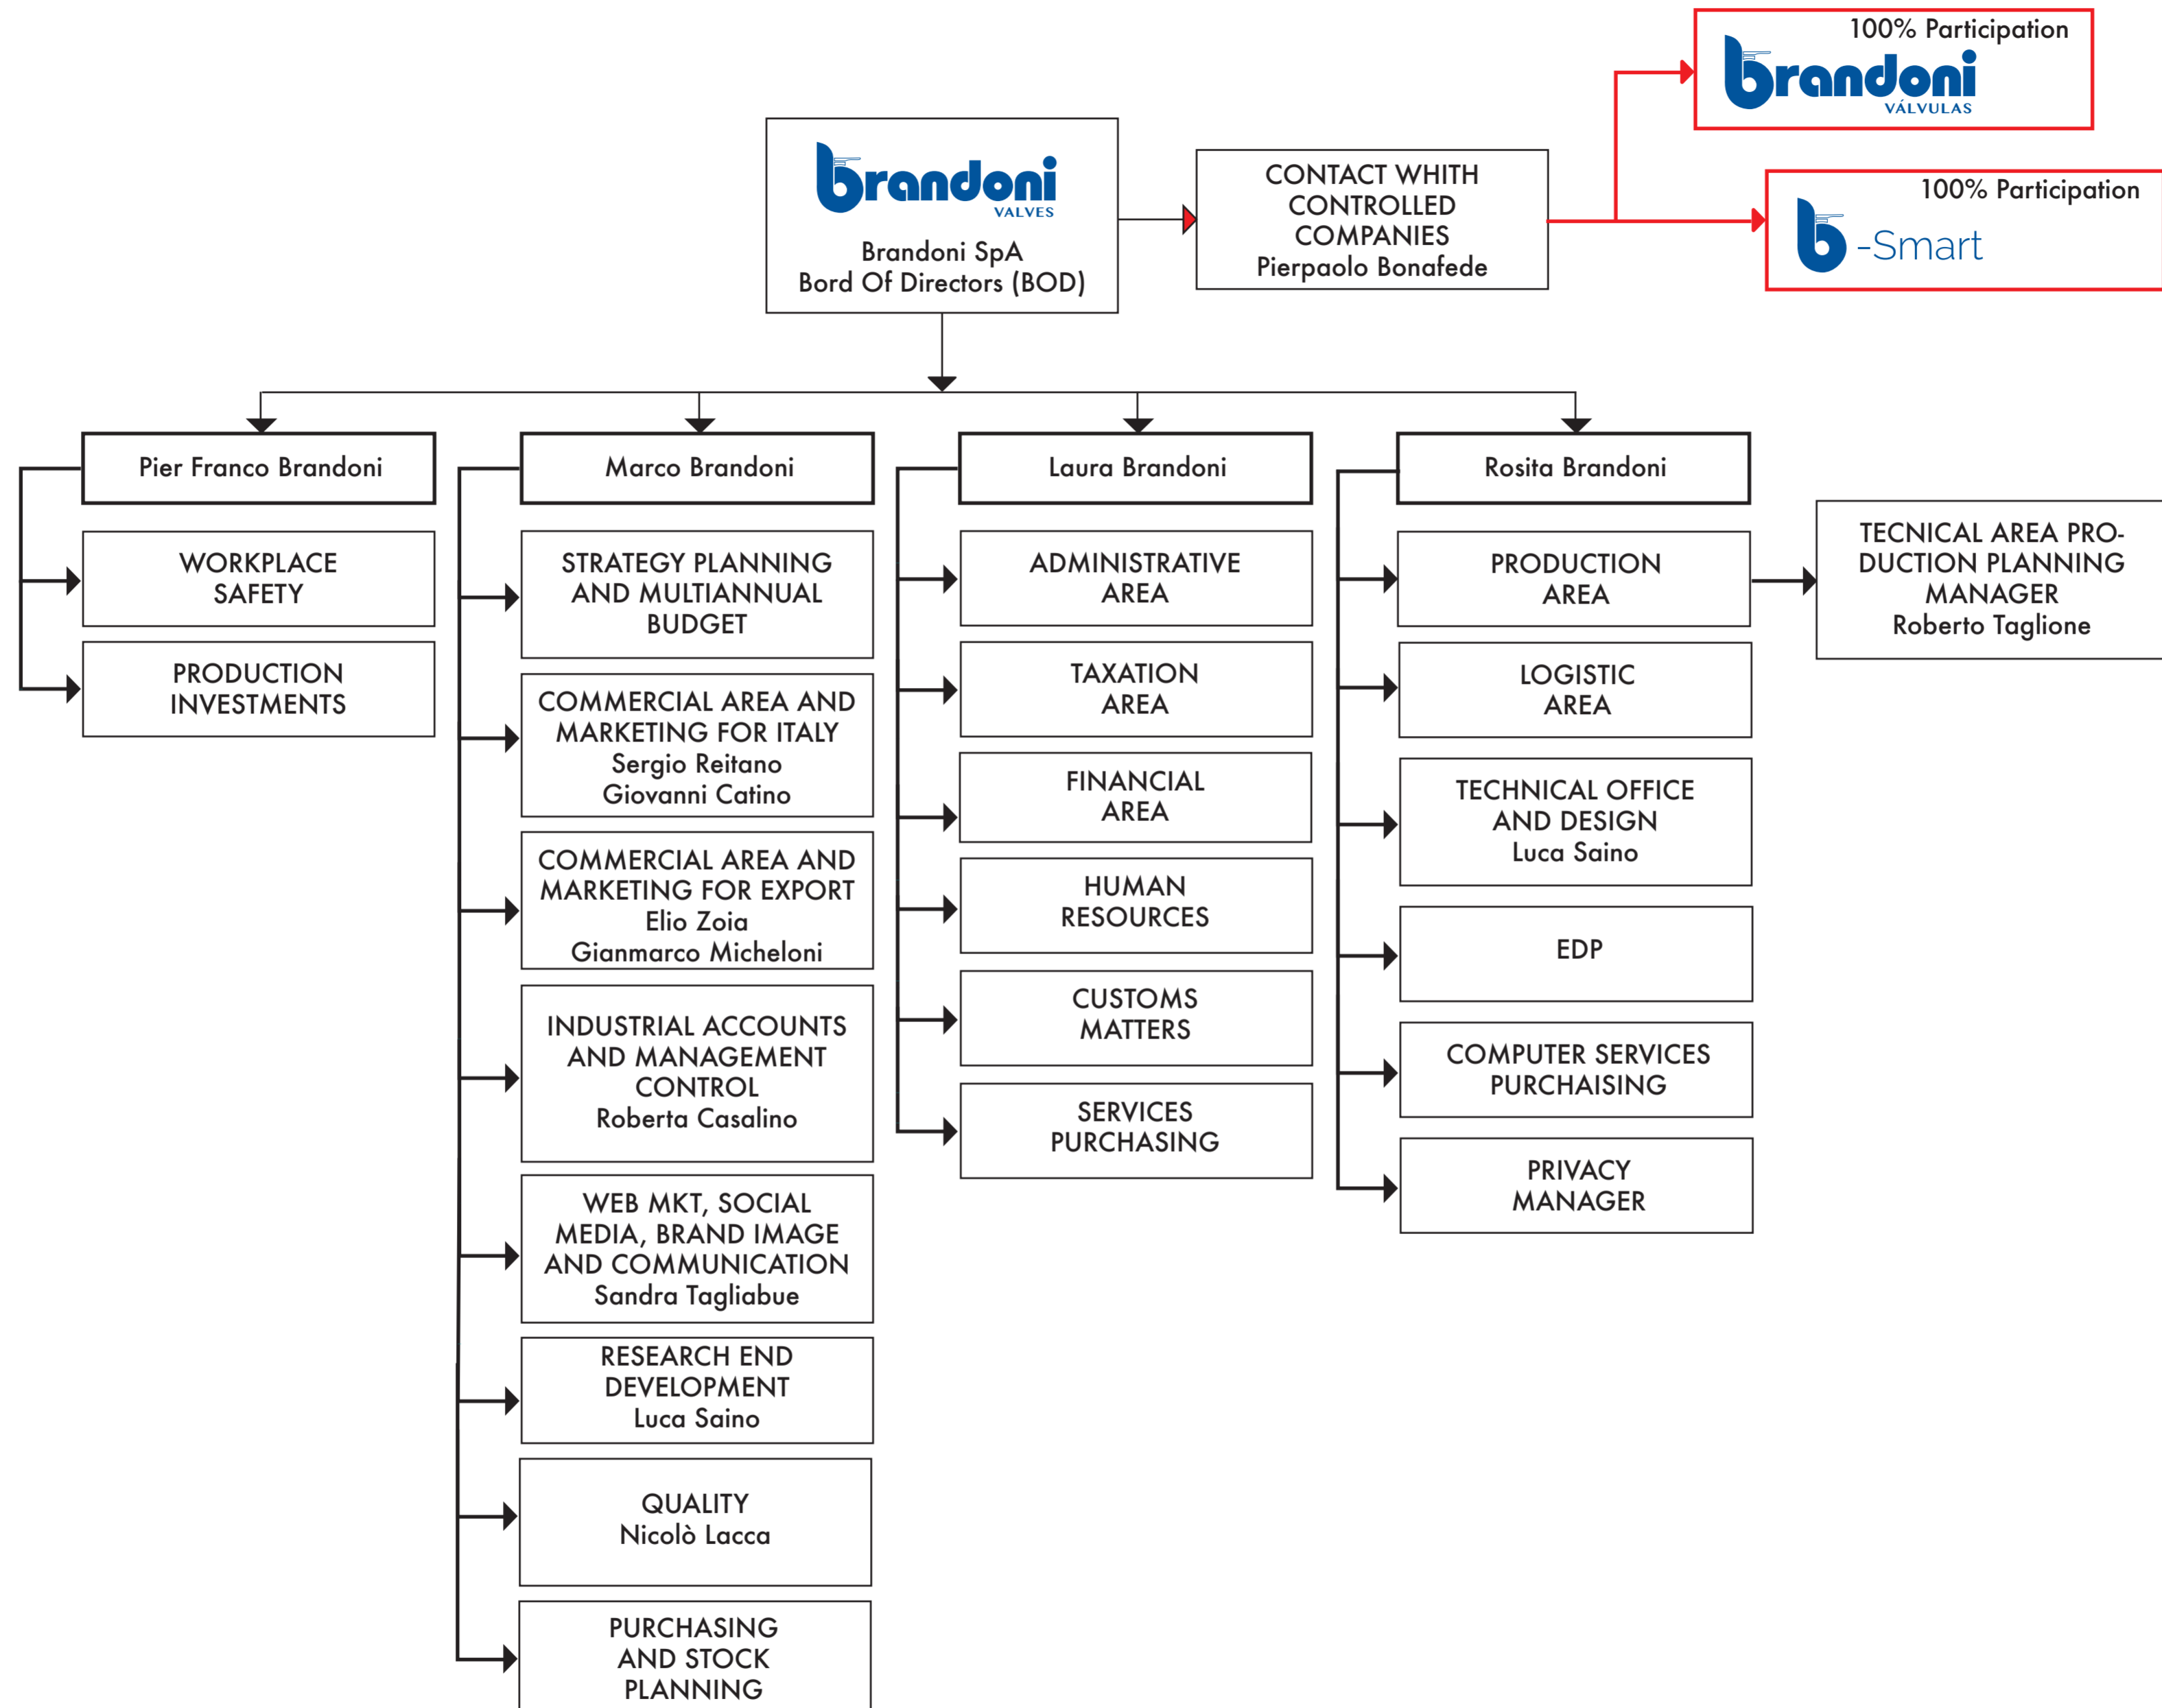 100% Participation
brandoni
VÁLVULAS
100% Participation
b-Smart
brandoni
VALVES
Brandoni SpA
Bord Of Directors (BOD)
CONTACT WHITH
CONTROLLED
COMPANIES
Pierpaolo Bonafede
Pier Franco Brandoni
WORKPLACE
SAFETY
PRODUCTION
INVESTMENTS
Marco Brandoni
STRATEGY PLANNING
AND MULTIANNUAL
BUDGET
COMMERCIAL AREA AND
MARKETING FOR ITALY
Sergio Reitano
Giovanni Catino
COMMERCIAL AREA AND
MARKETING FOR EXPORT
Elio Zoia
Gianmarco Micheloni
INDUSTRIAL ACCOUNTS
AND MANAGEMENT
CONTROL
Roberta Casalino
WEB MKT, SOCIAL
MEDIA, BRAND IMAGE
AND COMMUNICATION
Sandra Tagliabue
RESEARCH END
DEVELOPMENT
Luca Saino
QUALITY
Nicolò Lacca
PURCHASING
AND STOCK
PLANNING
Laura Brandoni
ADMINISTRATIVE
AREA
TAXATION
AREA
FINANCIAL
AREA
HUMAN
RESOURCES
CUSTOMS
MATTERS
SERVICES
PURCHASING
Rosita Brandoni
PRODUCTION
AREA
LOGISTIC
AREA
TECHNICAL OFFICE
AND DESIGN
Luca Saino
EDP
COMPUTER SERVICES
PURCHAISING
PRIVACY
MANAGER
TECNICAL AREA PRO-
DUCTION PLANNING
MANAGER
Roberto Taglione